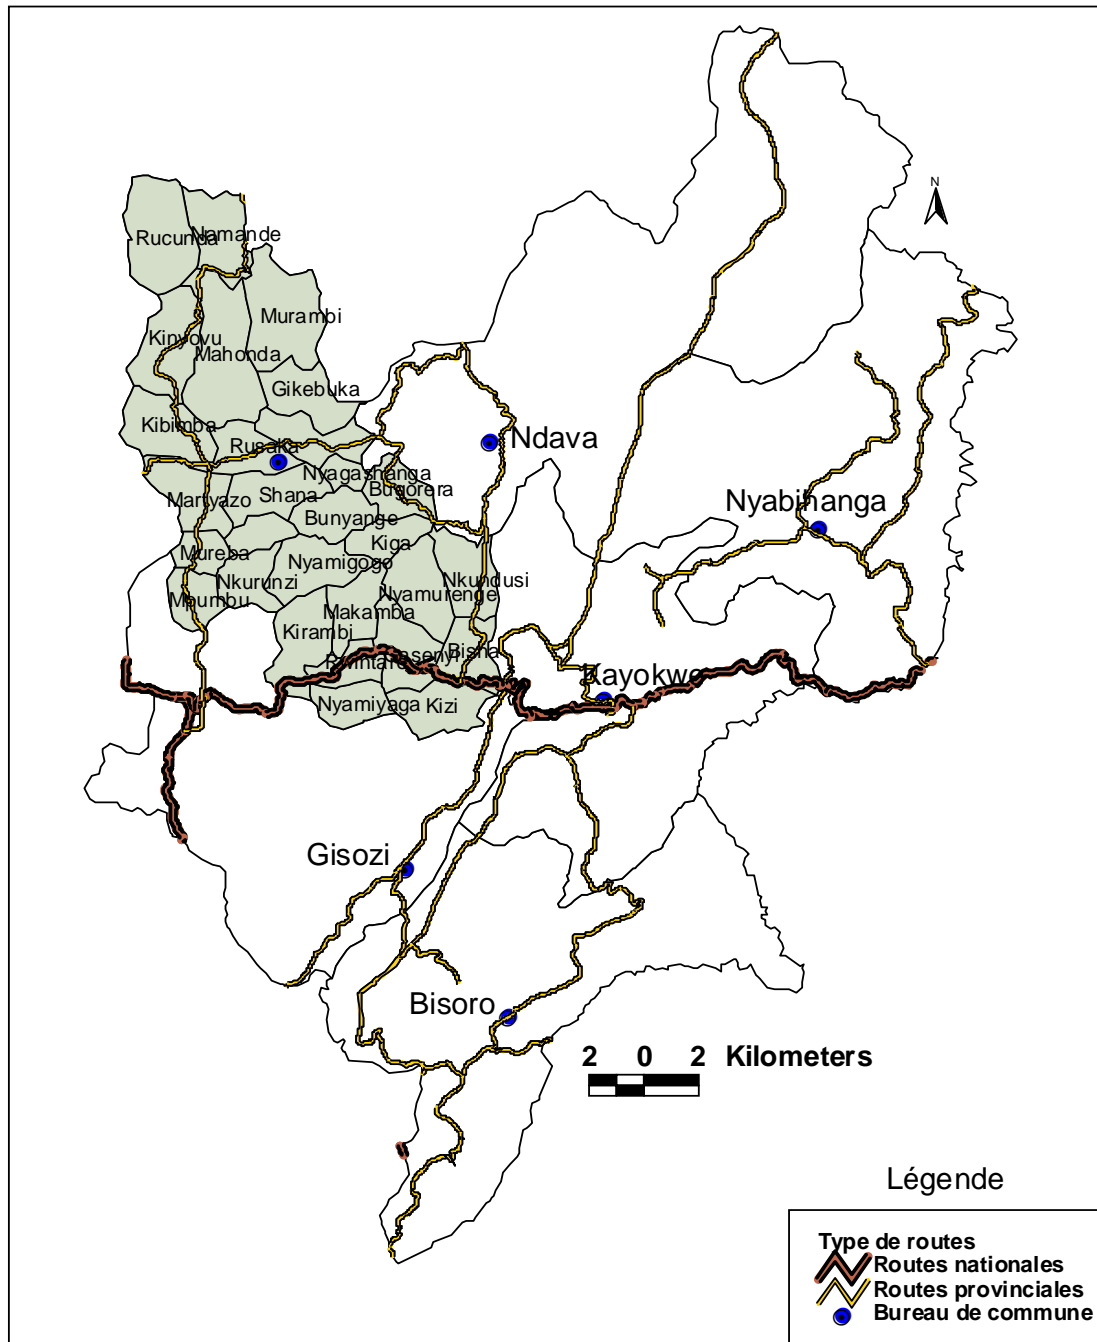 N
Rucunda
Namande
Murambi
Kinyovu
Mahonda
Gikebuka
Kibimba
Rusaka
Ndava
Nyagashanga
Bugorera
Maryazo
Shana
Nyabihanga
Bunyange
Kiga
Mureba
Nyamigogo
Nkurunzi
Nkundusi
Mpumbu
Nyamurenge
Makamba
Kirambi
Bisha
Kayokwe
Nyamiyaga
Kizi
Gisozi
Bisoro
2 0 2 Kilometers
Légende
Type de routes
Routes nationales
Routes provinciales
Bureau de commune